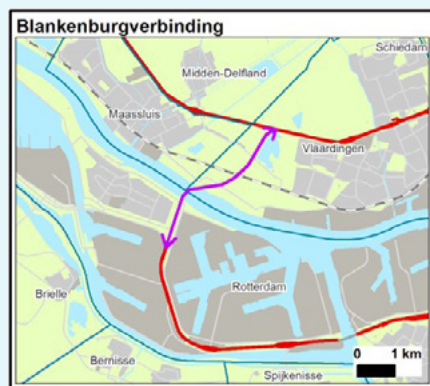 Blankenburgverbinding
Schiedam
Midden-Delfland
Maassluis
Vlaardingen
Rotterdam
Brielle
0 1 km
Bernisse
Spijkenisse